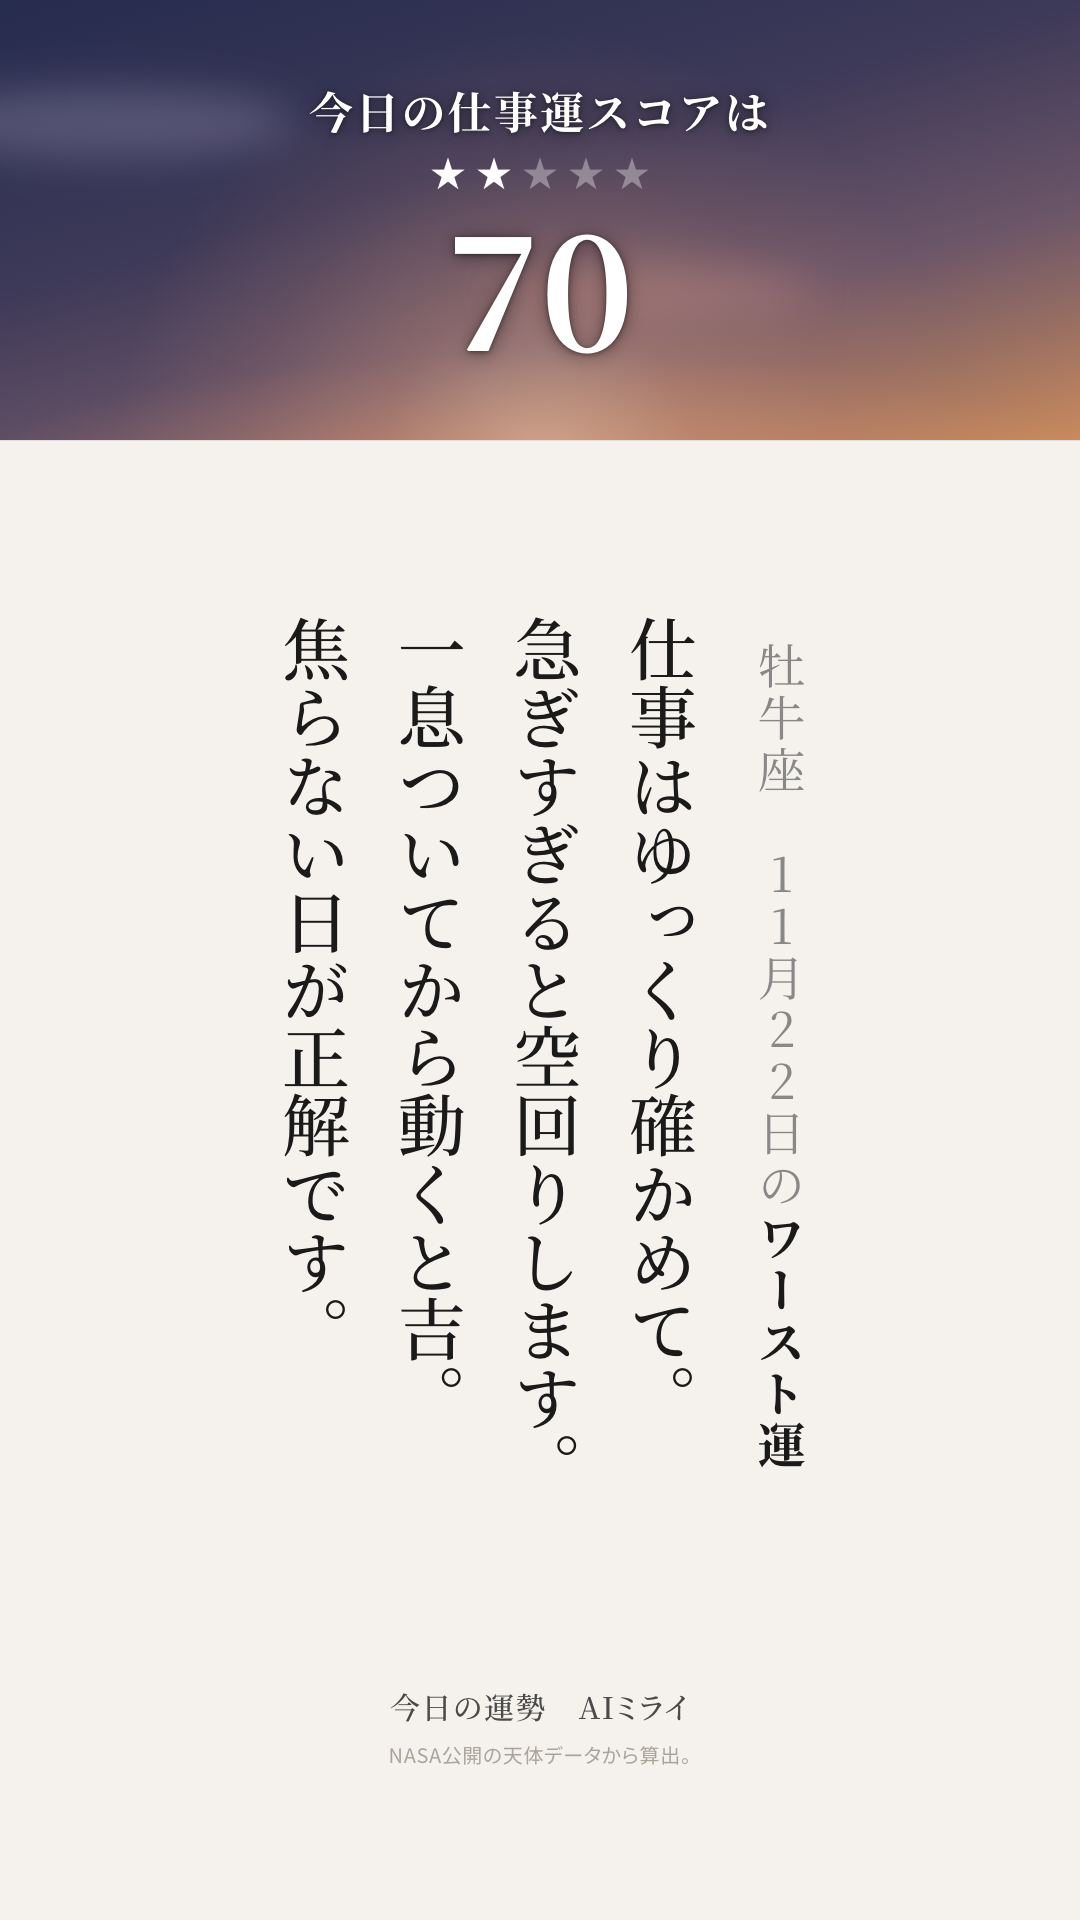 今日の仕事運スコアは
★★★★★
70
牡牛座　11月22日のワースト運
仕事はゆっくり確かめて。
急ぎすぎると空回りします。
一息ついてから動くと吉。
焦らない日が正解です。
今日の運勢　AIミライ
NASA公開の天体データから算出。